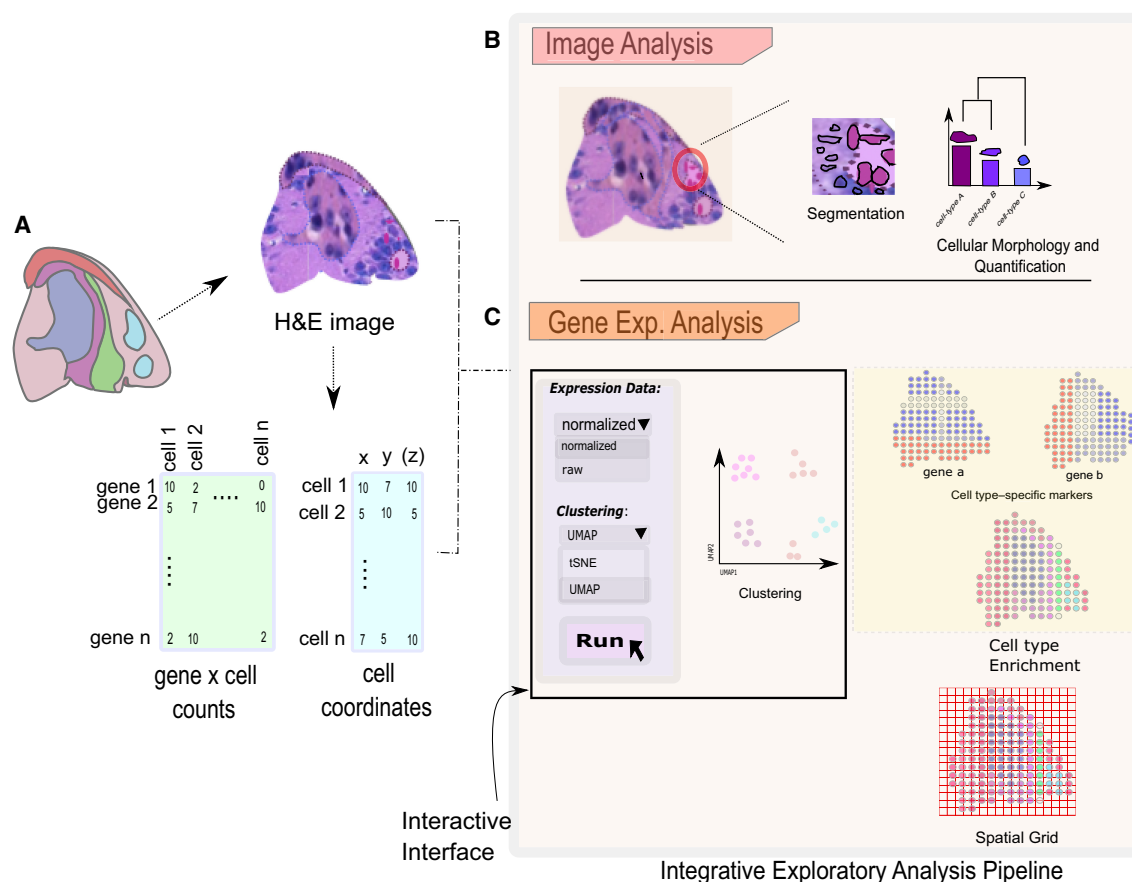 A
H&E image
cell 1
cell 2
cell n
gene 1
10
2
....
0
gene 2
5
7
10
gene n
2
10
2
gene x cell
counts
x
y
(z)
cell 1
10
7
10
cell 2
5
10
5
cell n
7
5
10
cell
coordinates
B
Image Analysis
Segmentation
cell-type A
cell-type B
cell-type C
Cellular Morphology and
Quantification
C
Gene Exp. Analysis
Expression Data:
normalized
normalized
raw
Clustering:
UMAP
tSNE
UMAP
Run
UMAP2
UMAP1
Clustering
gene a
gene b
Cell type–specific markers
Cell type
Enrichment
Spatial Grid
Interactive
Interface
Integrative Exploratory Analysis Pipeline